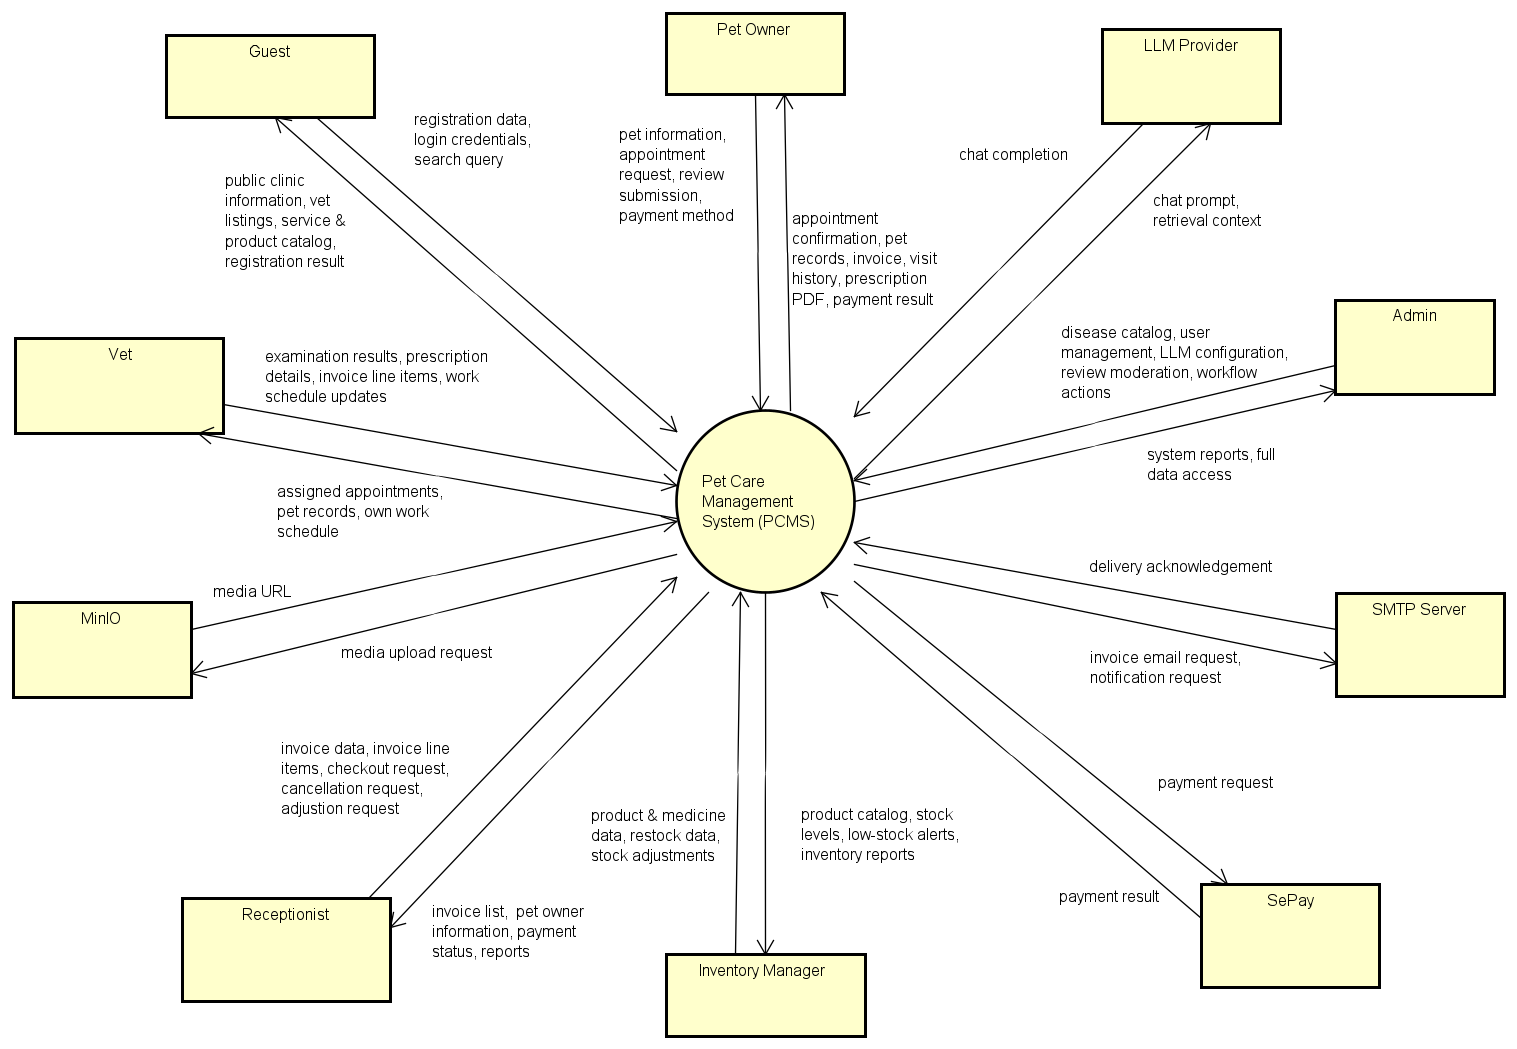 Pet Owner
LLM Provider
Guest
registration data,
login credentials,
search query
pet information,
appointment
request, review
submission,
payment method
chat completion
public clinic
information, vet
listings, service &
product catalog,
registration result
appointment
confirmation, pet
records, invoice, visit
history, prescription
PDF, payment result
chat prompt,
retrieval context
Admin
disease catalog, user
management, LLM configuration,
review moderation, workflow
actions
Vet
examination results, prescription
details, invoice line items, work
schedule updates
system reports, full
data access
Pet Care
Management
System (PCMS)
assigned appointments,
pet records, own work
schedule
delivery acknowledgement
media URL
MinIO
SMTP Server
media upload request
invoice email request,
notification request
invoice data, invoice line
items, checkout request,
cancellation request,
adjustion request
payment request
product & medicine
data, restock data,
stock adjustments
product catalog, stock
levels, low-stock alerts,
inventory reports
payment result
SePay
Receptionist
invoice list,  pet owner
information, payment
status, reports
Inventory Manager